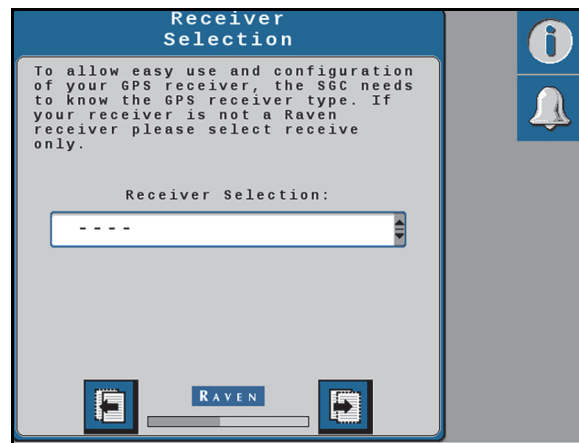 Receiver
Selection
To allow easy use and configuration
of your GPS receiver, the SGC needs
to know the GPS receiver type. If
your receiver is not a Raven
receiver please select receive
only.
Receiver Selection:
----
RAVEN